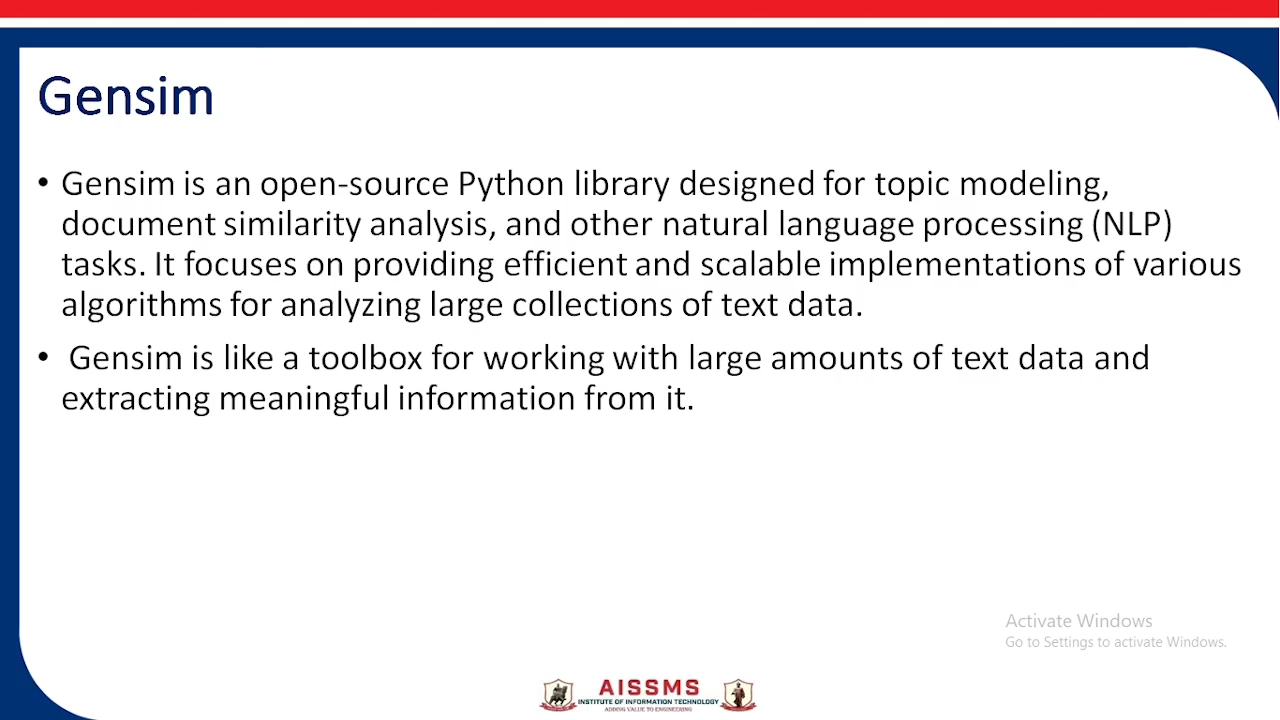 Gensim
• Gensim is an open-source Python library designed for topic modeling,
document similarity analysis, and other natural language processing (NLP)
tasks. It focuses on providing efficient and scalable implementations of various
algorithms for analyzing large collections of text data.
• Gensim is like a toolbox for working with large amounts of text data and
extracting meaningful information from it.
Activate Windows
Go to Settings to activate Windows.
AISSMS
INSTITUTE OF INFORMATION TECHNOLOGY
ADDING VALUE TO ENGINEERING